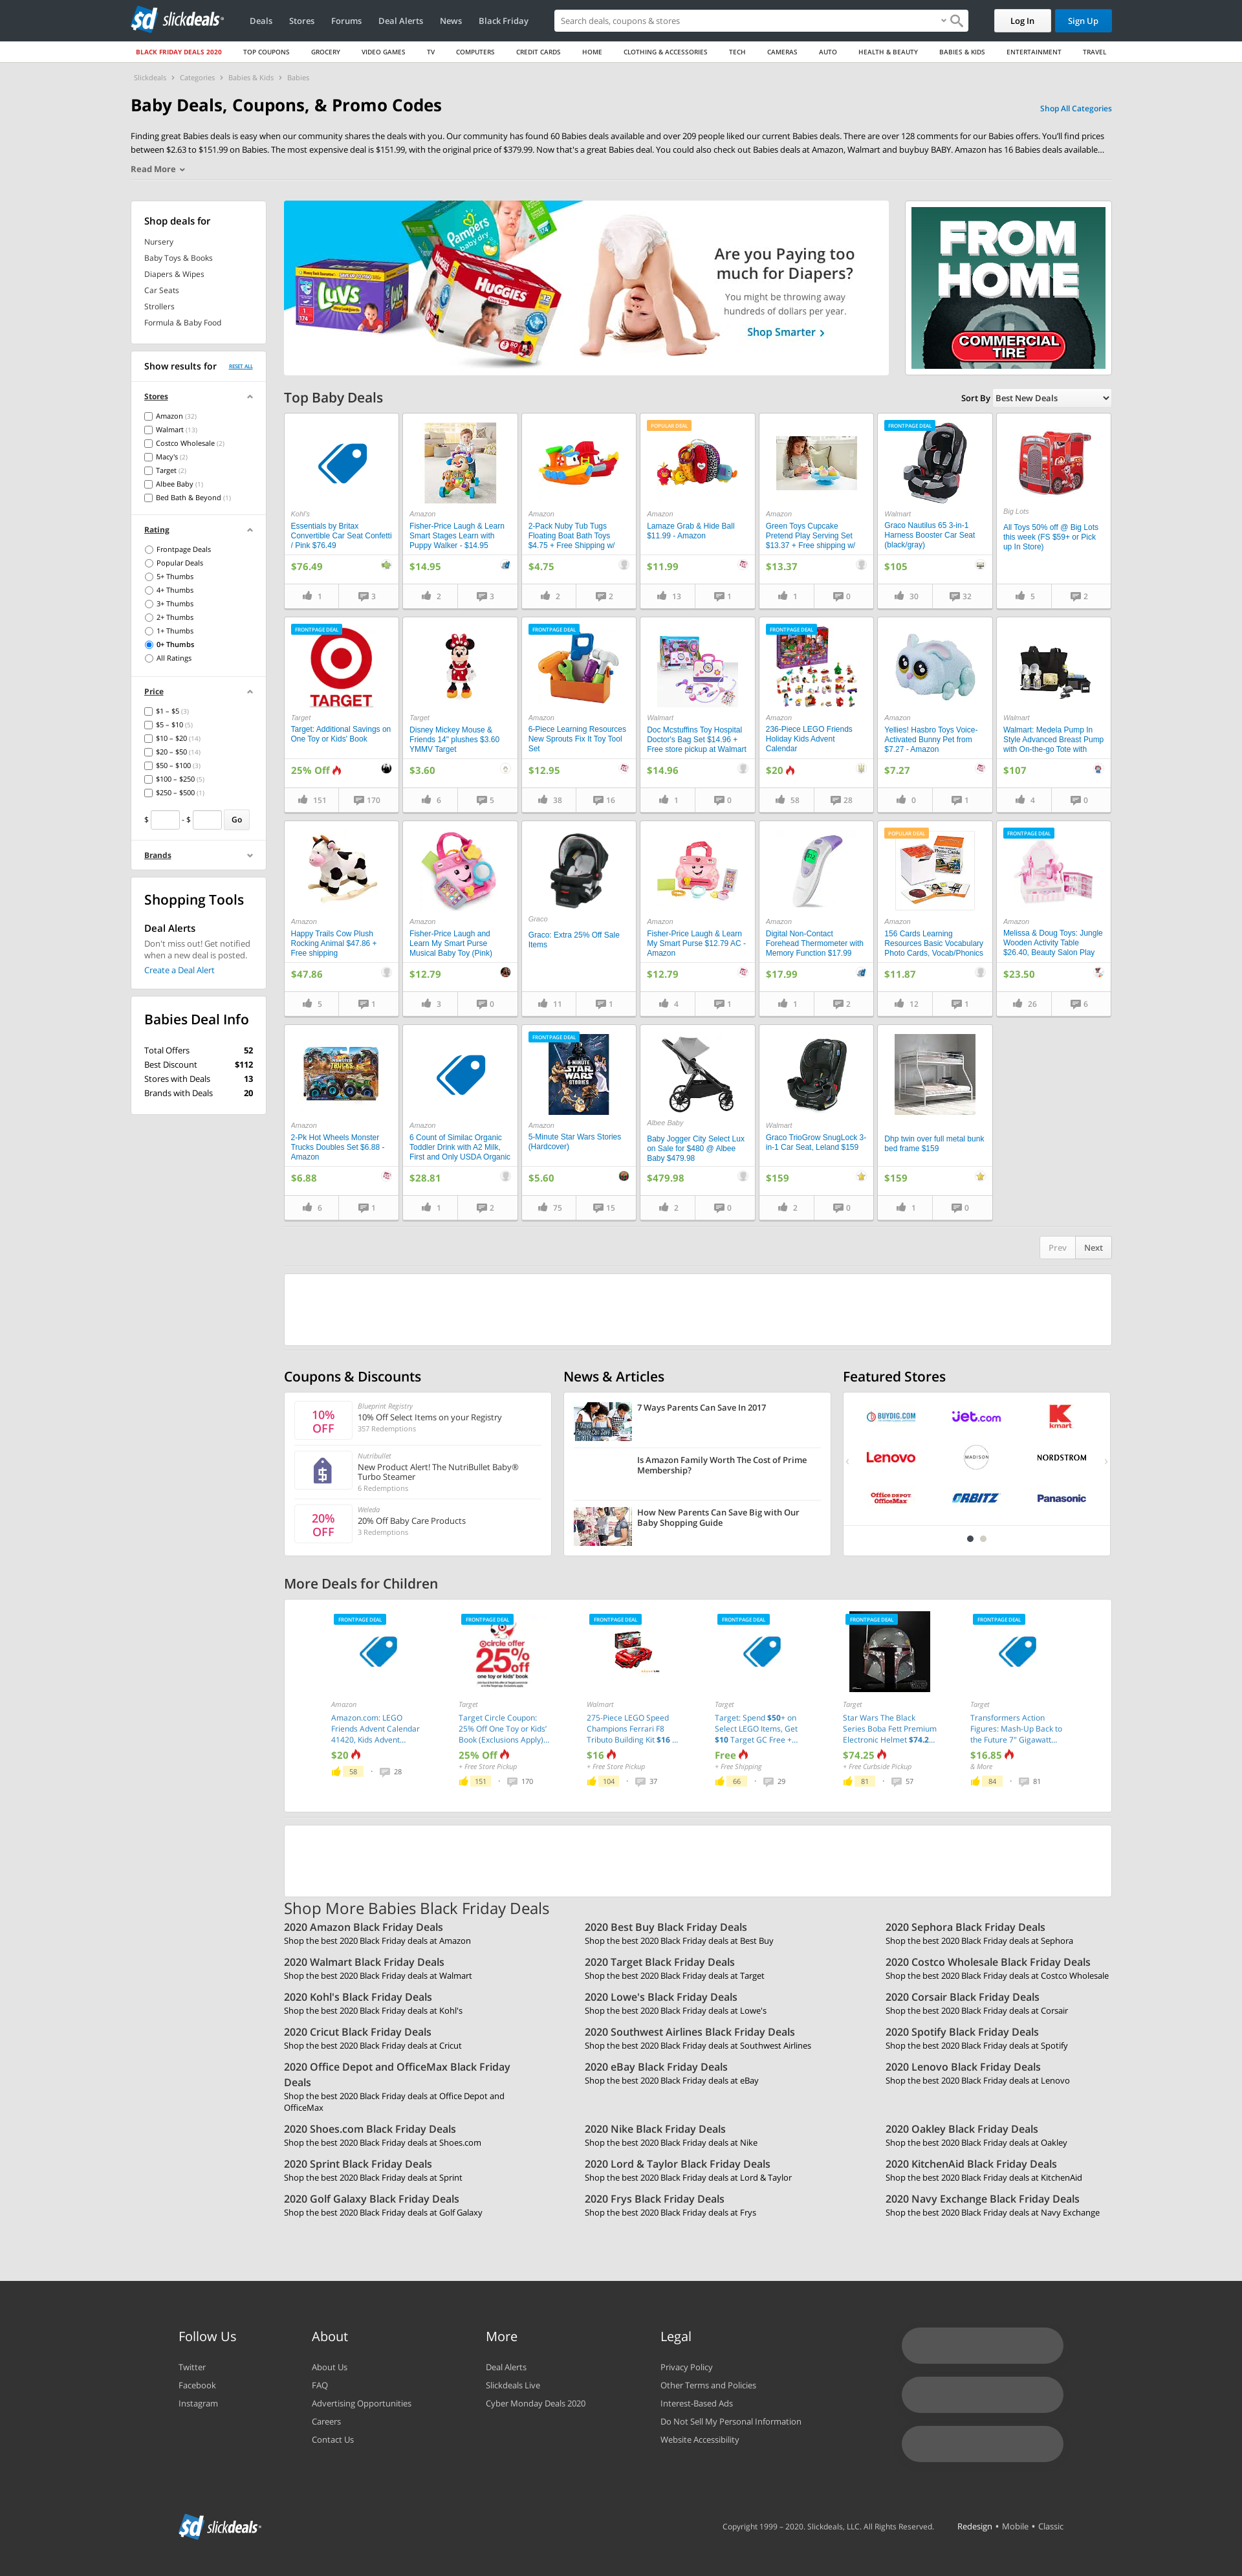 slickdeals
Deals
Stores
Forums
Deal Alerts
News
Black Friday
Search deals, coupons & stores
Log In
Sign Up
BLACK FRIDAY DEALS 2020
TOP COUPONS
GROCERY
VIDEO GAMES
TV
COMPUTERS
CREDIT CARDS
HOME
CLOTHING & ACCESSORIES
TECH
CAMERAS
AUTO
HEALTH & BEAUTY
BABIES & KIDS
ENTERTAINMENT
TRAVEL
Slickdeals › Categories › Babies & Kids › Babies
Baby Deals, Coupons, & Promo Codes
Shop All Categories
Finding great Babies deals is easy when our community shares the deals with you. Our community has found 60 Babies deals available and over 209 people liked our current Babies deals. There are over 128 comments for our Babies offers. You'll find prices
between $2.63 to $151.99 on Babies. The most expensive deal is $151.99, with the original price of $379.99. Now that's a great Babies deal. You could also check out Babies deals at Amazon, Walmart and buybuy BABY. Amazon has 16 Babies deals available...
Read More
Shop deals for
Nursery
Baby Toys & Books
Diapers & Wipes
Car Seats
Strollers
Formula & Baby Food
Show results for
RESET ALL
Stores
Amazon (32)
Walmart (13)
Costco Wholesale (2)
Macy's (2)
Target (2)
Albee Baby (1)
Bed Bath & Beyond (1)
Rating
Frontpage Deals
Popular Deals
5+ Thumbs
4+ Thumbs
3+ Thumbs
2+ Thumbs
1+ Thumbs
0+ Thumbs
All Ratings
Price
$1 – $5 (3)
$5 – $10 (5)
$10 – $20 (14)
$20 – $50 (14)
$50 – $100 (3)
$100 – $250 (5)
$250 – $500 (1)
$ - $ Go
Brands
Shopping Tools
Deal Alerts
Don't miss out! Get notified
when a new deal is posted.
Create a Deal Alert
Babies Deal Info
Total Offers 52
Best Discount $112
Stores with Deals 13
Brands with Deals 20
Luvs
Pampers
baby dry
HUGGIES
Are you Paying too
much for Diapers?
You might be throwing away
hundreds of dollars per year.
Shop Smarter ›
FROM
HOME
COMMERCIAL
TIRE
Top Baby Deals
Sort By Best New Deals
Kohl's
Essentials by Britax
Convertible Car Seat Confetti
/ Pink $76.49
$76.49
1 3
Amazon
Fisher-Price Laugh & Learn
Smart Stages Learn with
Puppy Walker - $14.95
$14.95
2 3
Amazon
2-Pack Nuby Tub Tugs
Floating Boat Bath Toys
$4.75 + Free Shipping w/
$4.75
2 2
POPULAR DEAL
Amazon
Lamaze Grab & Hide Ball
$11.99 - Amazon
$11.99
13 1
Amazon
Green Toys Cupcake
Pretend Play Serving Set
$13.37 + Free shipping w/
$13.37
1 0
FRONTPAGE DEAL
Walmart
Graco Nautilus 65 3-in-1
Harness Booster Car Seat
(black/gray)
$105
30 32
Big Lots
All Toys 50% off @ Big Lots
this week (FS $59+ or Pick
up In Store)
5 2
FRONTPAGE DEAL
TARGET
Target
Target: Additional Savings on
One Toy or Kids' Book
25% Off
151 170
Target
Disney Mickey Mouse &
Friends 14" plushes $3.60
YMMV Target
$3.60
6 5
FRONTPAGE DEAL
Amazon
6-Piece Learning Resources
New Sprouts Fix It Toy Tool
Set
$12.95
38 16
Walmart
Doc Mcstuffins Toy Hospital
Doctor's Bag Set $14.96 +
Free store pickup at Walmart
$14.96
1 0
FRONTPAGE DEAL
Amazon
236-Piece LEGO Friends
Holiday Kids Advent
Calendar
$20
58 28
Amazon
Yellies! Hasbro Toys Voice-
Activated Bunny Pet from
$7.27 - Amazon
$7.27
0 1
Walmart
Walmart: Medela Pump In
Style Advanced Breast Pump
with On-the-go Tote with
$107
4 0
Amazon
Happy Trails Cow Plush
Rocking Animal $47.86 +
Free shipping
$47.86
5 1
Amazon
Fisher-Price Laugh and
Learn My Smart Purse
Musical Baby Toy (Pink)
$12.79
3 0
Graco
Graco: Extra 25% Off Sale
Items
11 1
Amazon
Fisher-Price Laugh & Learn
My Smart Purse $12.79 AC -
Amazon
$12.79
4 1
Amazon
Digital Non-Contact
Forehead Thermometer with
Memory Function $17.99
$17.99
1 2
POPULAR DEAL
Amazon
156 Cards Learning
Resources Basic Vocabulary
Photo Cards, Vocab/Phonics
$11.87
12 1
FRONTPAGE DEAL
Amazon
Melissa & Doug Toys: Jungle
Wooden Activity Table
$26.40, Beauty Salon Play
$23.50
26 6
Amazon
2-Pk Hot Wheels Monster
Trucks Doubles Set $6.88 -
Amazon
$6.88
6 1
Amazon
6 Count of Similac Organic
Toddler Drink with A2 Milk,
First and Only USDA Organic
$28.81
1 2
FRONTPAGE DEAL
STAR WARS
STORIES
Amazon
5-Minute Star Wars Stories
(Hardcover)
$5.60
75 15
Albee Baby
Baby Jogger City Select Lux
on Sale for $480 @ Albee
Baby $479.98
$479.98
2 0
Walmart
Graco TrioGrow SnugLock 3-
in-1 Car Seat, Leland $159
$159
2 0
Dhp twin over full metal bunk
bed frame $159
$159
1 0
Prev Next
Coupons & Discounts
10%
OFF
Blueprint Registry
10% Off Select Items on your Registry
357 Redemptions
Nutribullet
New Product Alert! The NutriBullet Baby®
Turbo Steamer
6 Redemptions
20%
OFF
Weleda
20% Off Baby Care Products
3 Redemptions
News & Articles
7 Ways Parents Can Save In 2017
Is Amazon Family Worth The Cost of Prime
Membership?
How New Parents Can Save Big with Our
Baby Shopping Guide
Featured Stores
BUYDIG.COM
Jet.com
kmart
Lenovo
MADISON
NORDSTROM
Office DEPOT
OfficeMax
ORBITZ
Panasonic
More Deals for Children
FRONTPAGE DEAL
Amazon
Amazon.com: LEGO
Friends Advent Calendar
41420, Kids Advent...
$20
58 • 28
FRONTPAGE DEAL
circle offer
25%
off
one toy or kids' book
Target
Target Circle Coupon:
25% Off One Toy or Kids'
Book (Exclusions Apply)...
25% Off
+ Free Store Pickup
151 • 170
FRONTPAGE DEAL
Walmart
275-Piece LEGO Speed
Champions Ferrari F8
Tributo Building Kit $16 ...
$16
+ Free Store Pickup
104 • 37
FRONTPAGE DEAL
Target
Target: Spend $50+ on
Select LEGO Items, Get
$10 Target GC Free +...
Free
+ Free Shipping
66 • 29
FRONTPAGE DEAL
Target
Star Wars The Black
Series Boba Fett Premium
Electronic Helmet $74.2...
$74.25
+ Free Curbside Pickup
81 • 57
FRONTPAGE DEAL
Target
Transformers Action
Figures: Mash-Up Back to
the Future 7" Gigawatt...
$16.85
& More
84 • 81
Shop More Babies Black Friday Deals
2020 Amazon Black Friday Deals
Shop the best 2020 Black Friday deals at Amazon
2020 Best Buy Black Friday Deals
Shop the best 2020 Black Friday deals at Best Buy
2020 Sephora Black Friday Deals
Shop the best 2020 Black Friday deals at Sephora
2020 Walmart Black Friday Deals
Shop the best 2020 Black Friday deals at Walmart
2020 Target Black Friday Deals
Shop the best 2020 Black Friday deals at Target
2020 Costco Wholesale Black Friday Deals
Shop the best 2020 Black Friday deals at Costco Wholesale
2020 Kohl's Black Friday Deals
Shop the best 2020 Black Friday deals at Kohl's
2020 Lowe's Black Friday Deals
Shop the best 2020 Black Friday deals at Lowe's
2020 Corsair Black Friday Deals
Shop the best 2020 Black Friday deals at Corsair
2020 Cricut Black Friday Deals
Shop the best 2020 Black Friday deals at Cricut
2020 Southwest Airlines Black Friday Deals
Shop the best 2020 Black Friday deals at Southwest Airlines
2020 Spotify Black Friday Deals
Shop the best 2020 Black Friday deals at Spotify
2020 Office Depot and OfficeMax Black Friday
Deals
Shop the best 2020 Black Friday deals at Office Depot and
OfficeMax
2020 eBay Black Friday Deals
Shop the best 2020 Black Friday deals at eBay
2020 Lenovo Black Friday Deals
Shop the best 2020 Black Friday deals at Lenovo
2020 Shoes.com Black Friday Deals
Shop the best 2020 Black Friday deals at Shoes.com
2020 Nike Black Friday Deals
Shop the best 2020 Black Friday deals at Nike
2020 Oakley Black Friday Deals
Shop the best 2020 Black Friday deals at Oakley
2020 Sprint Black Friday Deals
Shop the best 2020 Black Friday deals at Sprint
2020 Lord & Taylor Black Friday Deals
Shop the best 2020 Black Friday deals at Lord & Taylor
2020 KitchenAid Black Friday Deals
Shop the best 2020 Black Friday deals at KitchenAid
2020 Golf Galaxy Black Friday Deals
Shop the best 2020 Black Friday deals at Golf Galaxy
2020 Frys Black Friday Deals
Shop the best 2020 Black Friday deals at Frys
2020 Navy Exchange Black Friday Deals
Shop the best 2020 Black Friday deals at Navy Exchange
Follow Us
Twitter
Facebook
Instagram
About
About Us
FAQ
Advertising Opportunities
Careers
Contact Us
More
Deal Alerts
Slickdeals Live
Cyber Monday Deals 2020
Legal
Privacy Policy
Other Terms and Policies
Interest-Based Ads
Do Not Sell My Personal Information
Website Accessibility
slickdeals
Copyright 1999 – 2020. Slickdeals, LLC. All Rights Reserved.
Redesign • Mobile • Classic